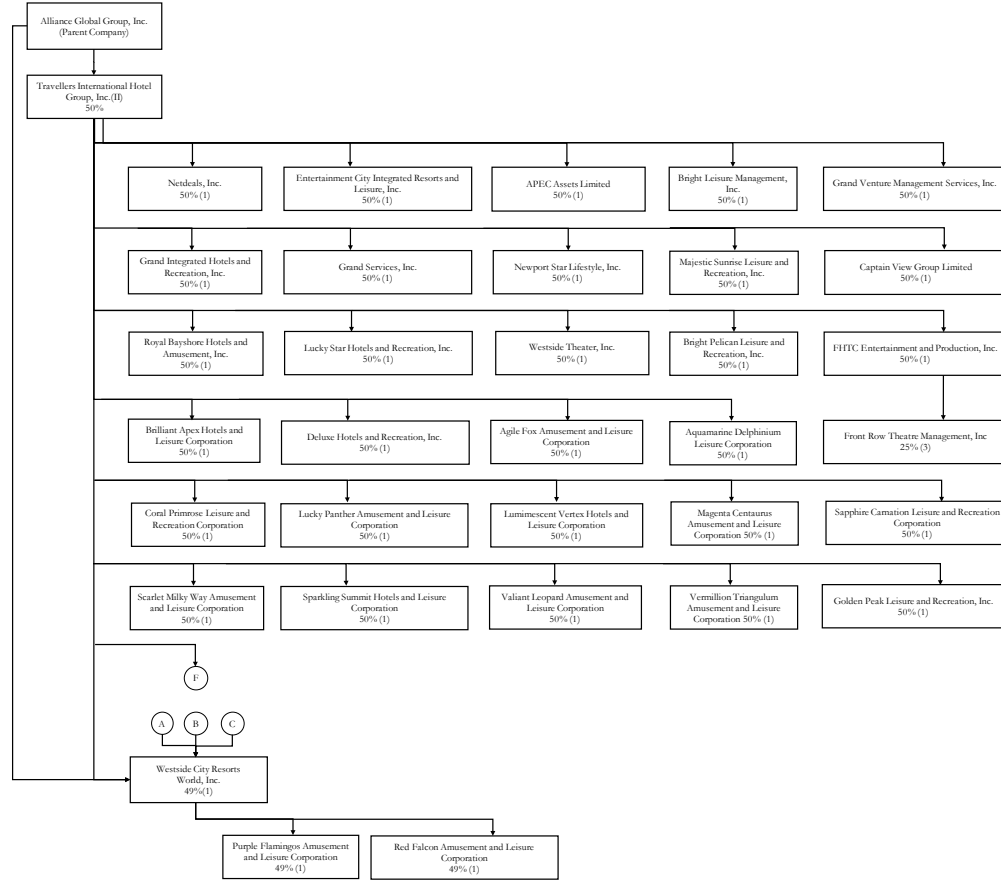 Alliance Global Group, Inc.
(Parent Company)
Travellers International Hotel
Group, Inc.(II)
50%
Netdeals, Inc.
50% (1)
Entertainment City Integrated Resorts and
Leisure, Inc.
50% (1)
APEC Assets Limited
50% (1)
Bright Leisure Management,
Inc.
50% (1)
Grand Venture Management Services, Inc.
50% (1)
Grand Integrated Hotels and
Recreation, Inc.
50% (1)
Grand Services, Inc.
50% (1)
Newport Star Lifestyle, Inc.
50% (1)
Majestic Sunrise Leisure and
Recreation, Inc.
50% (1)
Captain View Group Limited
50% (1)
Royal Bayshore Hotels and
Amusement, Inc.
50% (1)
Lucky Star Hotels and Recreation, Inc.
50% (1)
Westside Theater, Inc.
50% (1)
Bright Pelican Leisure and
Recreation, Inc.
50% (1)
FHTC Entertainment and Production, Inc.
50% (1)
Brilliant Apex Hotels and
Leisure Corporation
50% (1)
Deluxe Hotels and Recreation, Inc.
50% (1)
Agile Fox Amusement and Leisure
Corporation
50% (1)
Aquamarine Delphinium
Leisure Corporation
50% (1)
Front Row Theatre Management, Inc
25% (3)
Coral Primrose Leisure and
Recreation Corporation
50% (1)
Lucky Panther Amusement and Leisure
Corporation
50% (1)
Lumimescent Vertex Hotels and
Leisure Corporation
50% (1)
Magenta Centaurus
Amusement and Leisure
Corporation 50% (1)
Sapphire Carnation Leisure and Recreation
Corporation
50% (1)
Scarlet Milky Way Amusement
and Leisure Corporation
50% (1)
Sparkling Summit Hotels and Leisure
Corporation
50% (1)
Valiant Leopard Amusement and
Leisure Corporation
50% (1)
Vermillion Triangulum
Amusement and Leisure
Corporation 50% (1)
Golden Peak Leisure and Recreation, Inc.
50% (1)
F
A
B
C
Westside City Resorts
World, Inc.
49%(1)
Purple Flamingos Amusement
and Leisure Corporation
49% (1)
Red Falcon Amusement and Leisure
Corporation
49% (1)